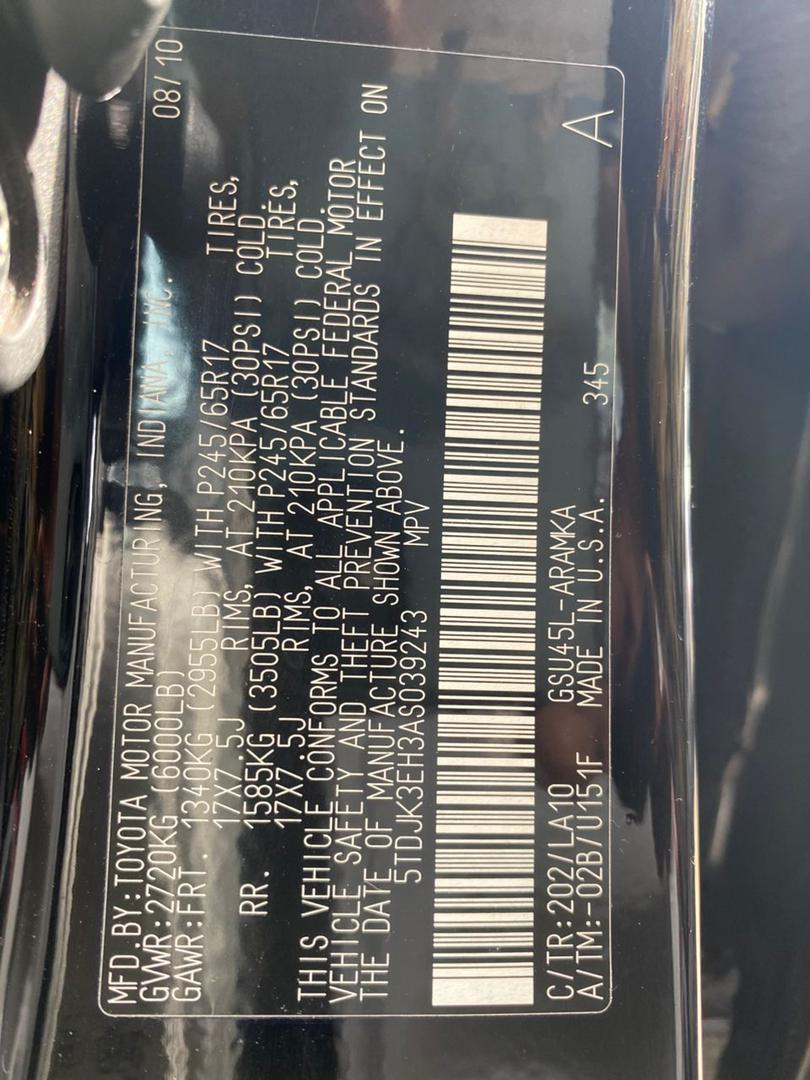 MFD.BY:TOYOTA MOTOR MANUFACTURING, INDIANA, INC. 08/10
GVWR:2720KG(6000LB)
GAWR:FRT. 1340KG (2955LB) WITH P245/65R17 TIRES,
17X7.5J RIMS, AT 210KPA (30PSI) COLD.
RR. 1585KG (3505LB) WITH P245/65R17 TIRES,
17X7.5J RIMS, AT 210KPA (30PSI) COLD.
THIS VEHICLE CONFORMS TO ALL APPLICABLE FEDERAL MOTOR
VEHICLE SAFETY AND THEFT PREVENTION STANDARDS IN EFFECT ON
THE DATE OF MANUFACTURE SHOWN ABOVE.
5TDJK3EH3AS039243 MPV
C/TR:202/LA10 GSU45L-ARAMKA 345
A/TM:-02B/U151F MADE IN U.S.A. A